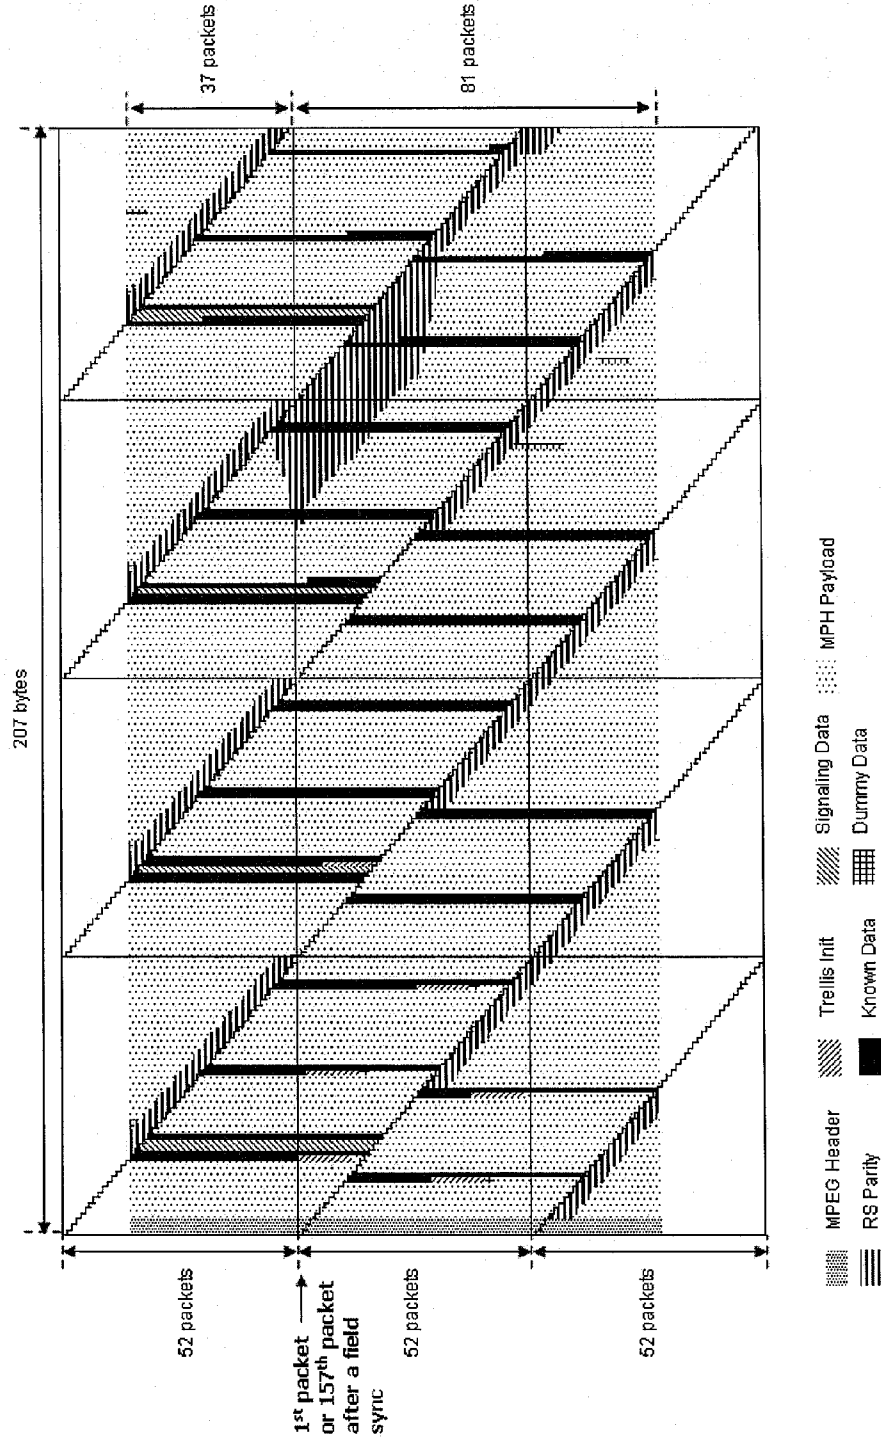 207 bytes
37 packets
81 packets
52 packets
52 packets
52 packets
1st packet
or 157th packet
after a field
sync
MPEG Header
Trellis Init
Signaling Data
MPH Payload
RS Parity
Known Data
Dummy Data